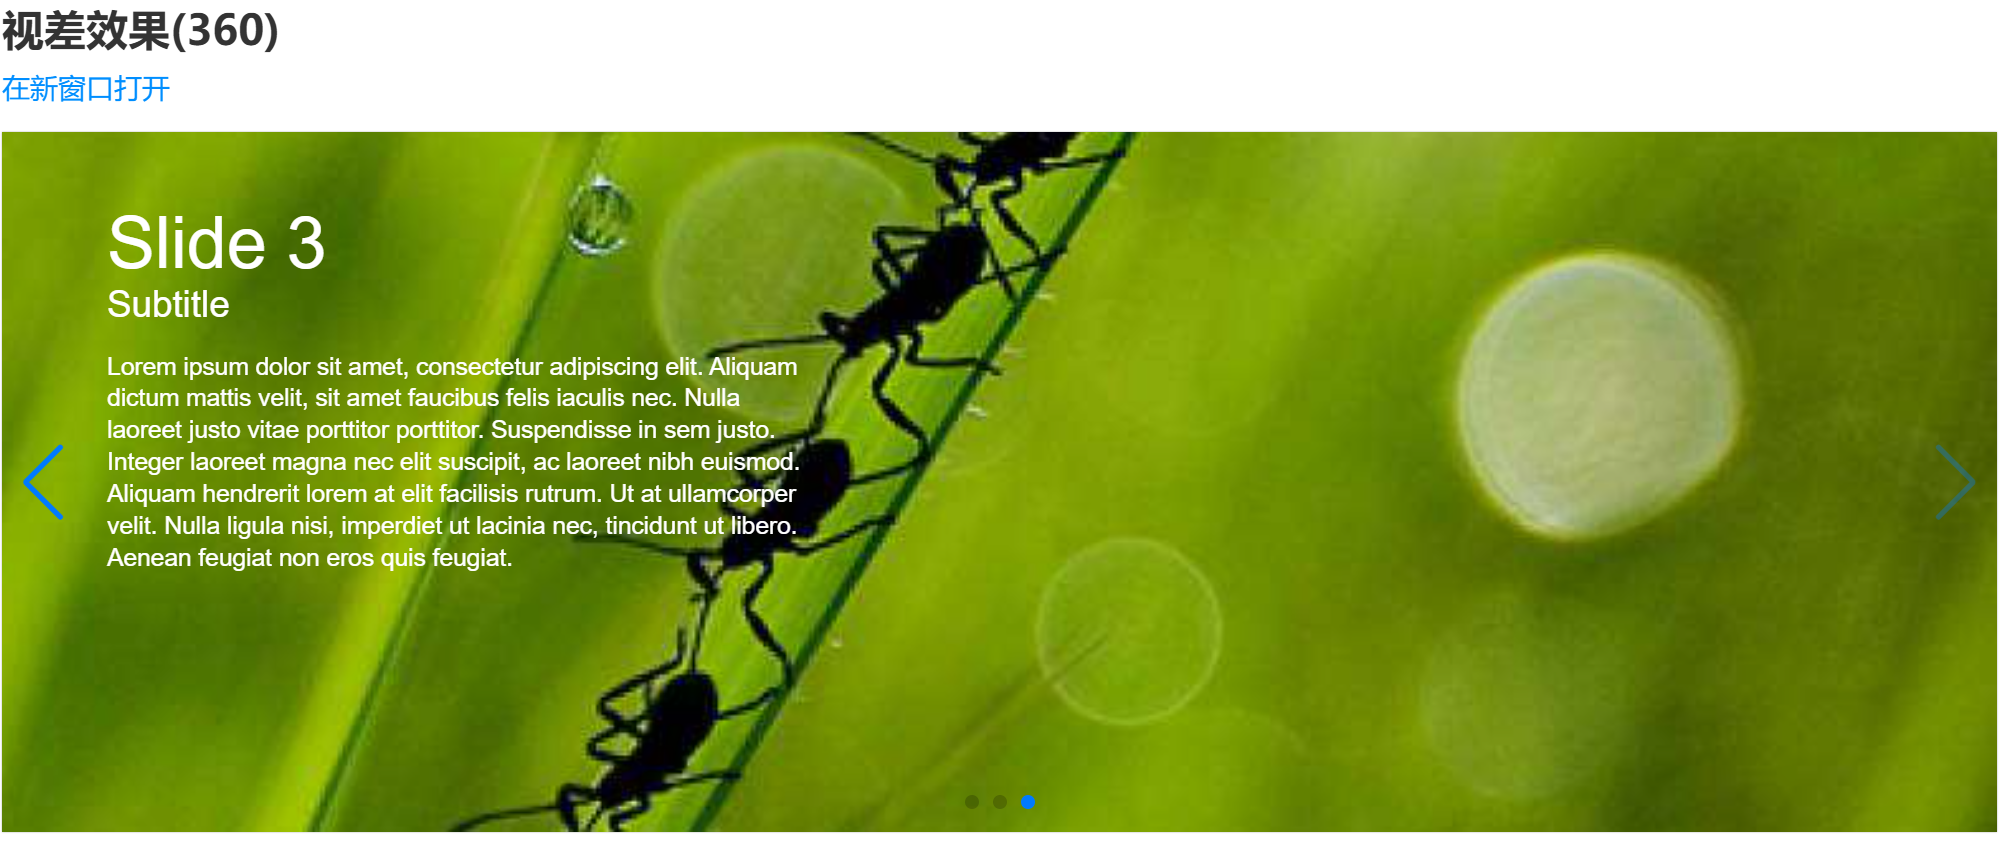 视差效果(360)
在新窗口打开
Slide 3
Subtitle
Lorem ipsum dolor sit amet, consectetur adipiscing elit. Aliquam
dictum mattis velit, sit amet faucibus felis iaculis nec. Nulla
laoreet justo vitae porttitor porttitor. Suspendisse in sem justo.
Integer laoreet magna nec elit suscipit, ac laoreet nibh euismod.
Aliquam hendrerit lorem at elit facilisis rutrum. Ut at ullamcorper
velit. Nulla ligula nisi, imperdiet ut lacinia nec, tincidunt ut libero.
Aenean feugiat non eros quis feugiat.